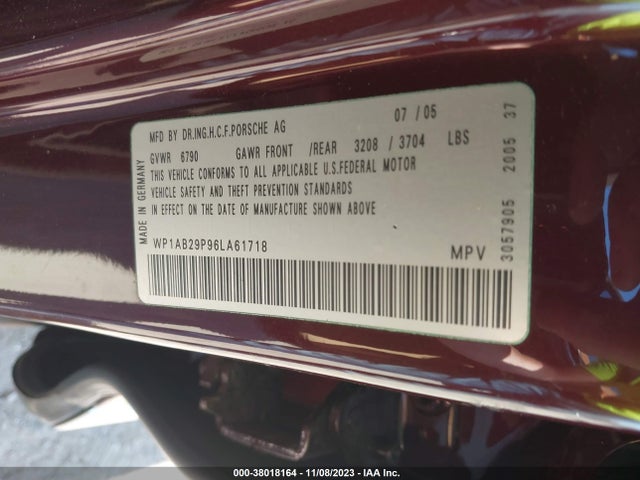 MFD BY DR.ING.H.C.F.PORSCHE AG 07 / 05
GVWR 6790 GAWR FRONT /REAR 3208 / 3704 LBS
THIS VEHICLE CONFORMS TO ALL APPLICABLE U.S.FEDERAL MOTOR
VEHICLE SAFETY AND THEFT PREVENTION STANDARDS
IN EFFECT ON THE DATE OF MANUFACTURE SHOWN ABOVE
WP1AB29P96LA61718 MPV
MADE IN GERMANY
3057905 2005 37
000-38018164 - 11/08/2023 - IAA Inc.